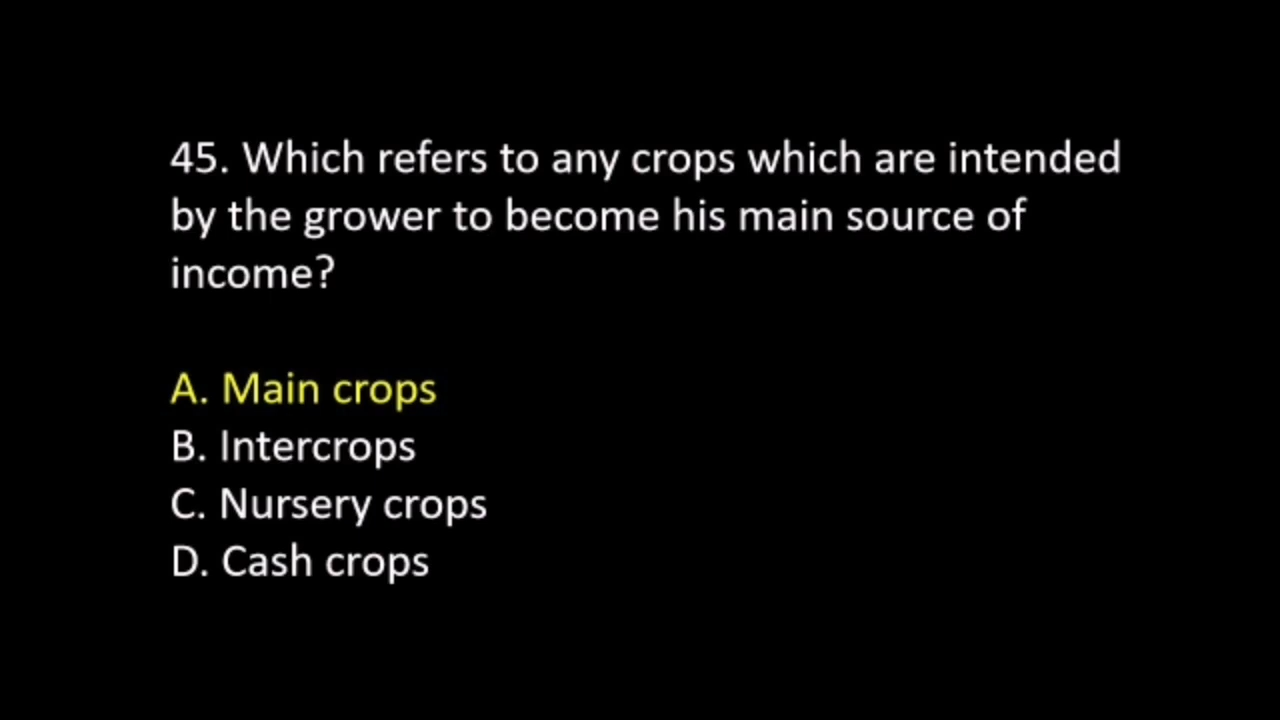 45. Which refers to any crops which are intended
by the grower to become his main source of
income?
A. Main crops
B. Intercrops
C. Nursery crops
D. Cash crops